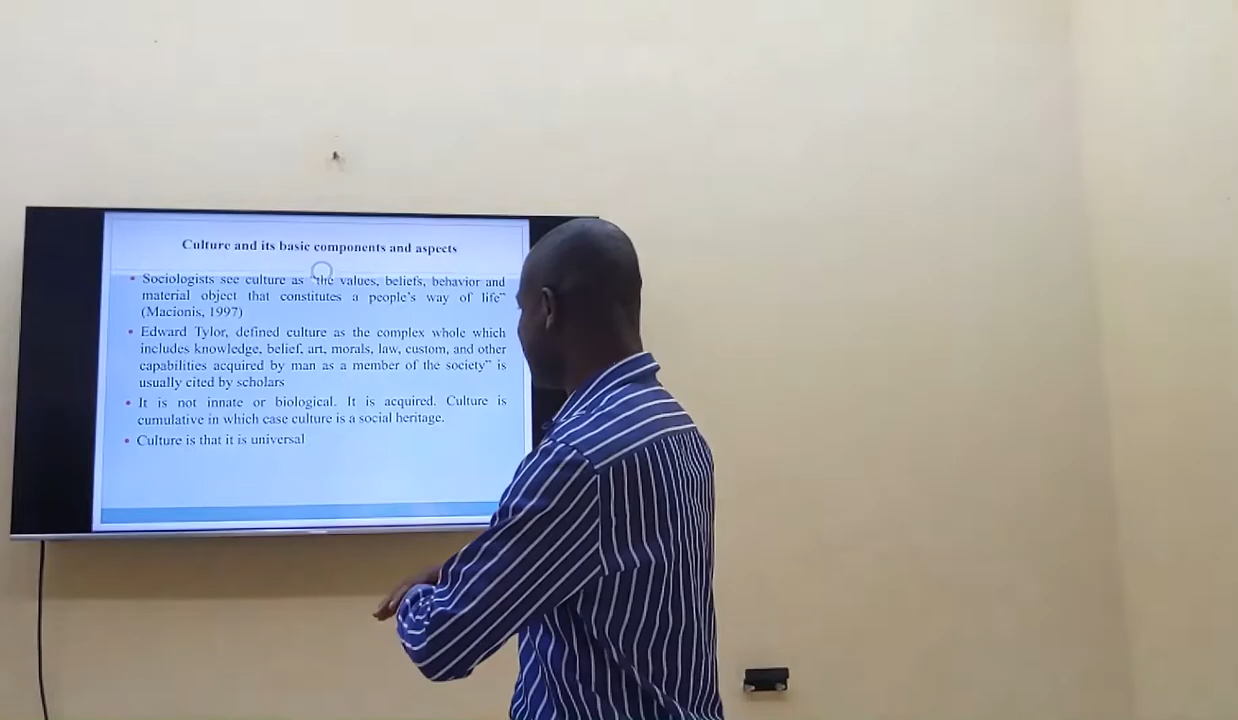 Culture and its basic components and aspects
• Sociologists see culture as "the values, beliefs, behavior and
material object that constitutes a people's way of life"
(Macionis, 1997)
• Edward Tylor, defined culture as the complex whole which
includes knowledge, belief, art, morals, law, custom, and other
capabilities acquired by man as a member of the society" is
usually cited by scholars
• It is not innate or biological. It is acquired. Culture is
cumulative in which case culture is a social heritage.
• Culture is that it is universal